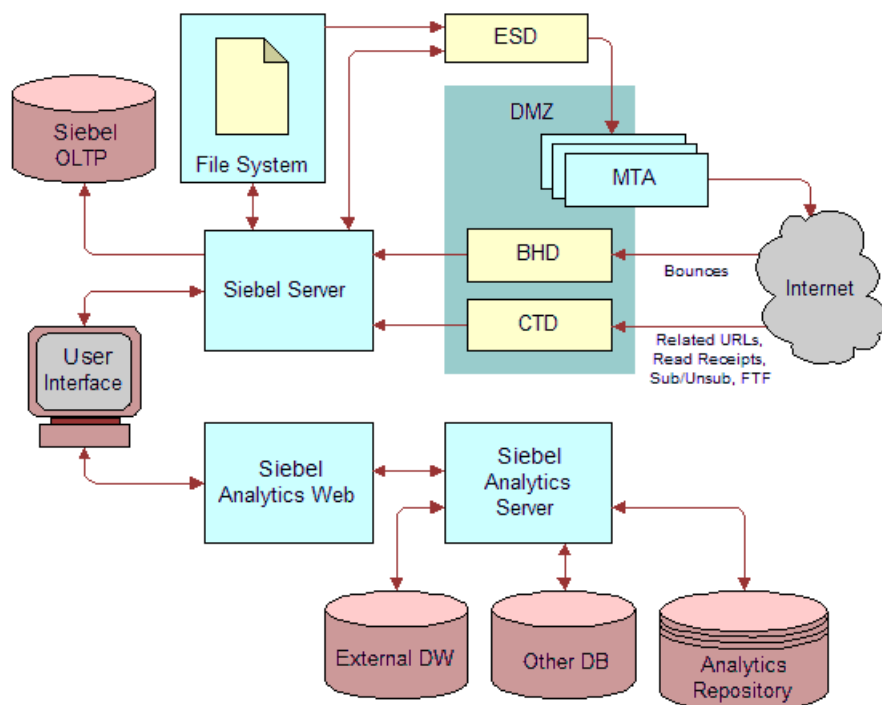 ESD
Siebel
OLTP
File System
DMZ
MTA
Siebel Server
BHD
Bounces
Internet
CTD
Related URLs,
Read Receipts,
Sub/Unsub, FTF
User
Interface
Siebel
Analytics Web
Siebel
Analytics
Server
External DW
Other DB
Analytics
Repository